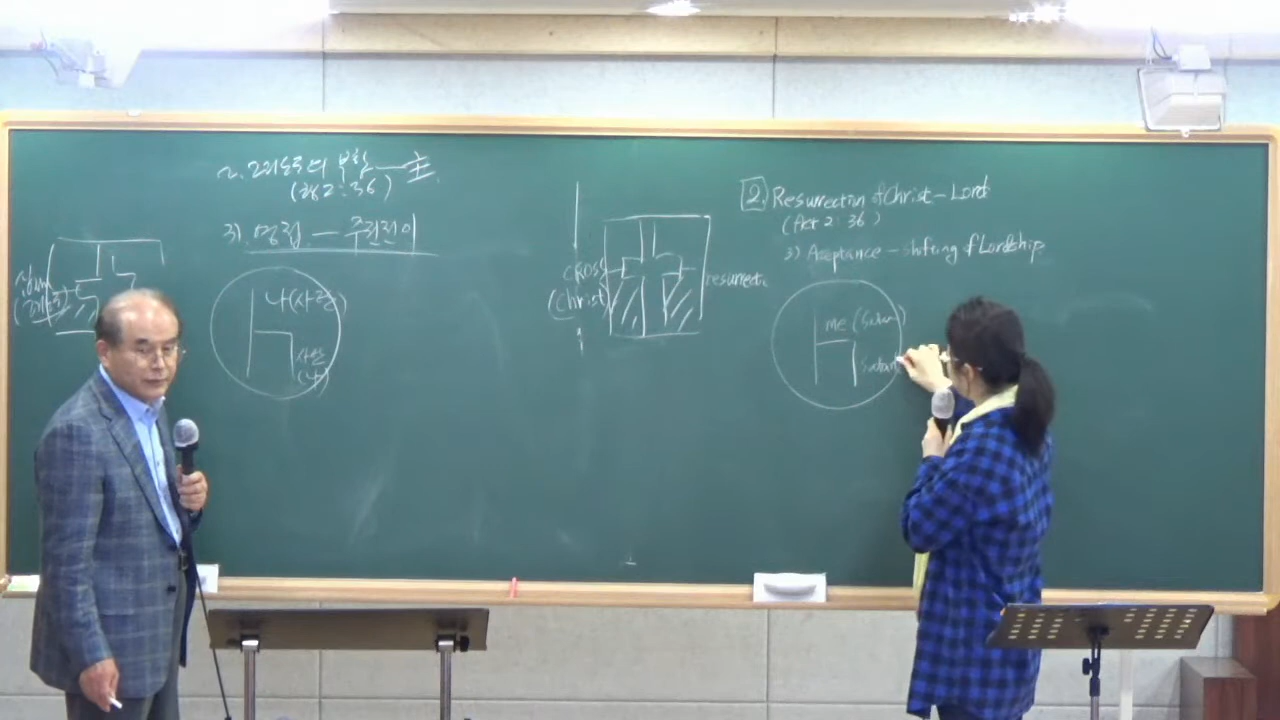 2. 그리스도의 부활 — 主
(행2:36)
3). 영접 — 주권전이
나(사탄)
사탄
(나)
2. Resurrection of Christ – Lord
(Act 2:36)
3) Acceptance – shifting of Lordship
cross
(Christ)
resurrecti
me (Satan)
Satan